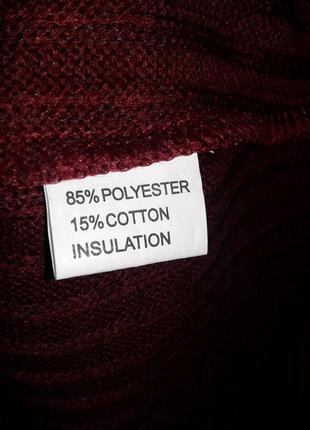 85% POLYESTER
15% COTTON
INSULATION